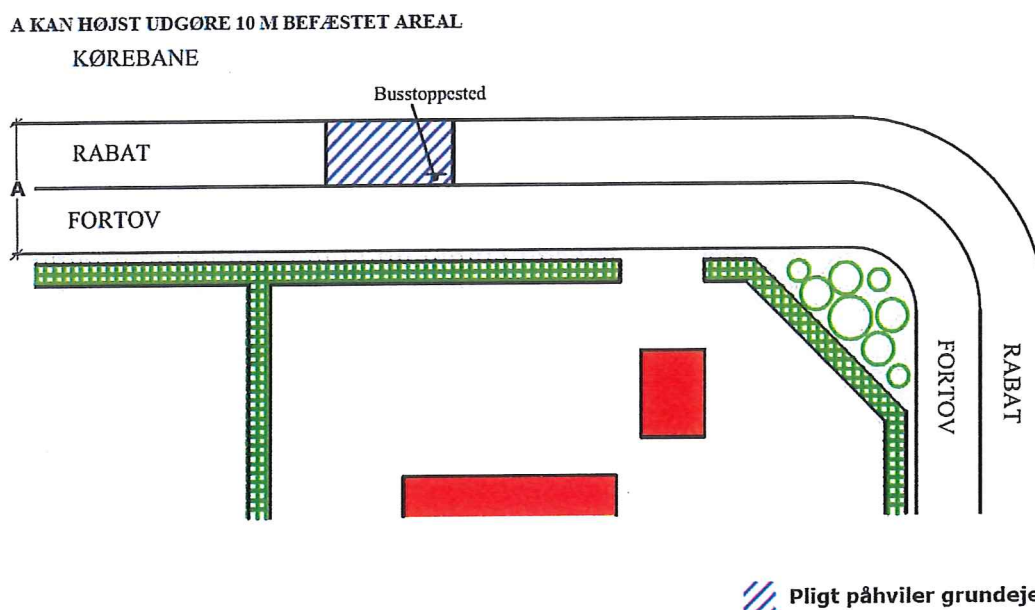 A KAN HØJST UDGØRE 10 M BEFÆSTET AREAL
KØREBANE
Busstoppested
RABAT
A
FORTOV
FORTOV
RABAT
Pligt påhviler grundeje